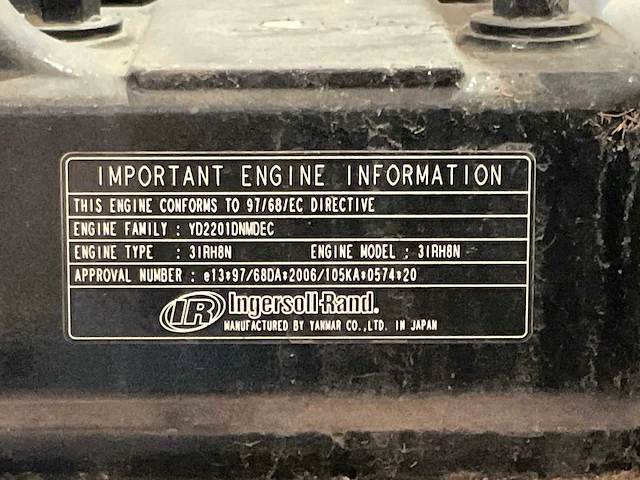 IMPORTANT ENGINE INFORMATION
THIS ENGINE CONFORMS TO 97/68/EC DIRECTIVE
ENGINE FAMILY : YD2201DNMDEC
ENGINE TYPE : 3IRH8N ENGINE MODEL : 3IRH8N
APPROVAL NUMBER : e13*97/68DA*2006/105KA*0574*20
IR Ingersoll-Rand.
MANUFACTURED BY YANMAR CO.,LTD. IN JAPAN